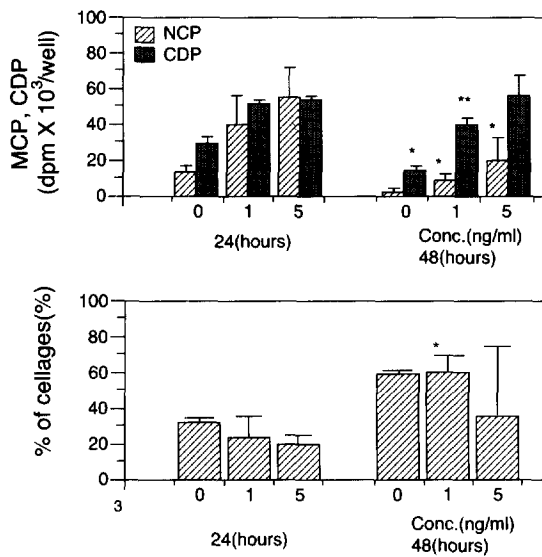 MCP, CDP
(dpm X 10³/well)
100
80
60
40
20
0
NCP
CDP
*
**
*
*
0 1 5 0 1 5
24(hours)
Conc.(ng/ml)
48(hours)
% of cellages(%)
100
80
60
40
20
0
*
3
0 1 5 0 1 5
24(hours)
Conc.(ng/ml)
48(hours)